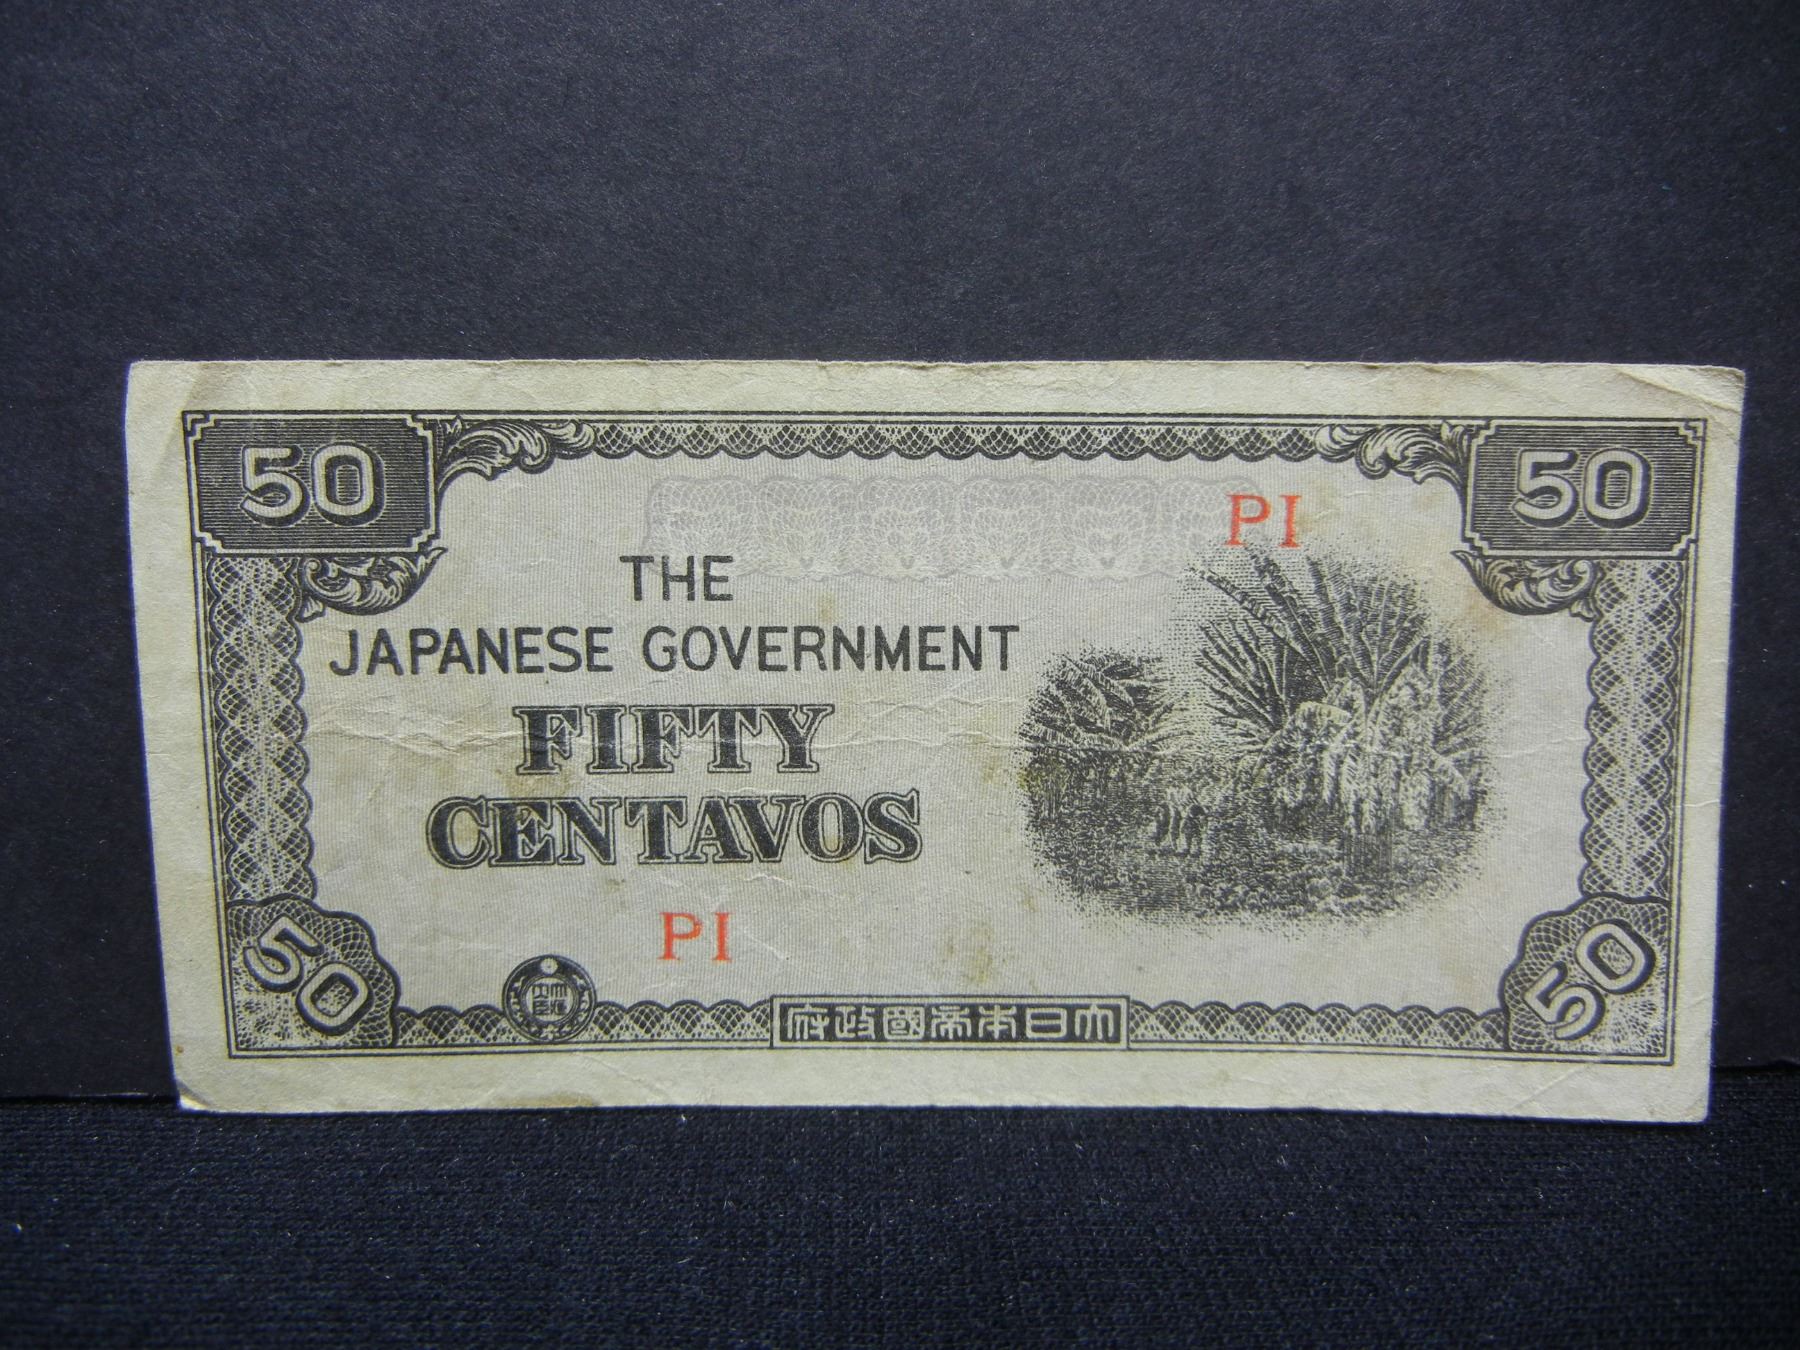 50
50
PI
THE
JAPANESE GOVERNMENT
FIFTY
CENTAVOS
PI
50
50
府政國帝本日大